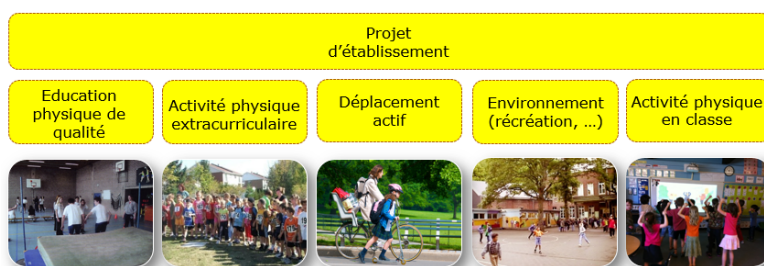 Projet
d'établissement
Education
physique de
qualité
Activité physique
extracurriculaire
Déplacement
actif
Environnement
(récréation, ...)
Activité physique
en classe